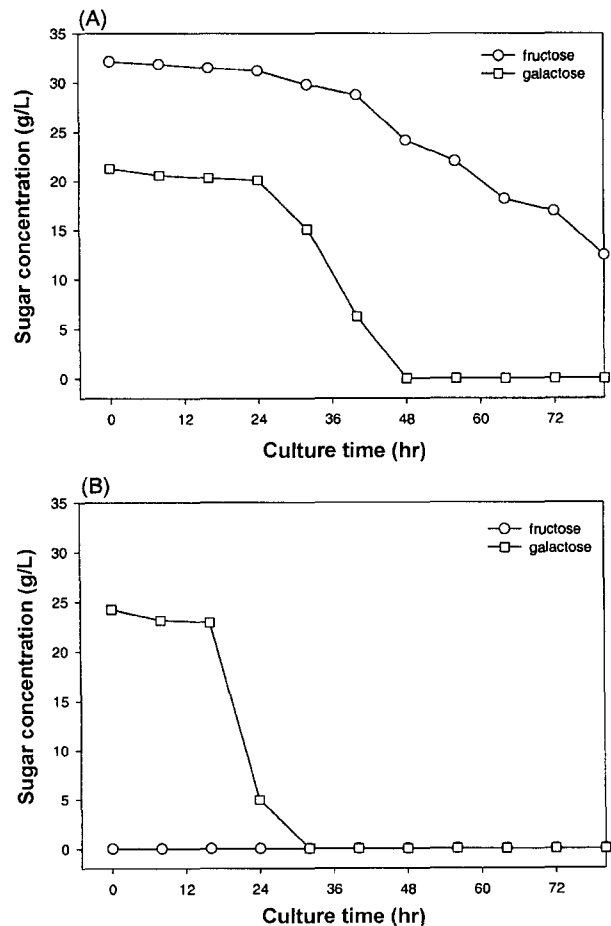 (A)
35
30
25
20
15
10
5
0
Sugar concentration (g/L)
fructose
galactose
0 12 24 36 48 60 72
Culture time (hr)
(B)
35
30
25
20
15
10
5
0
Sugar concentration (g/L)
fructose
galactose
0 12 24 36 48 60 72
Culture time (hr)